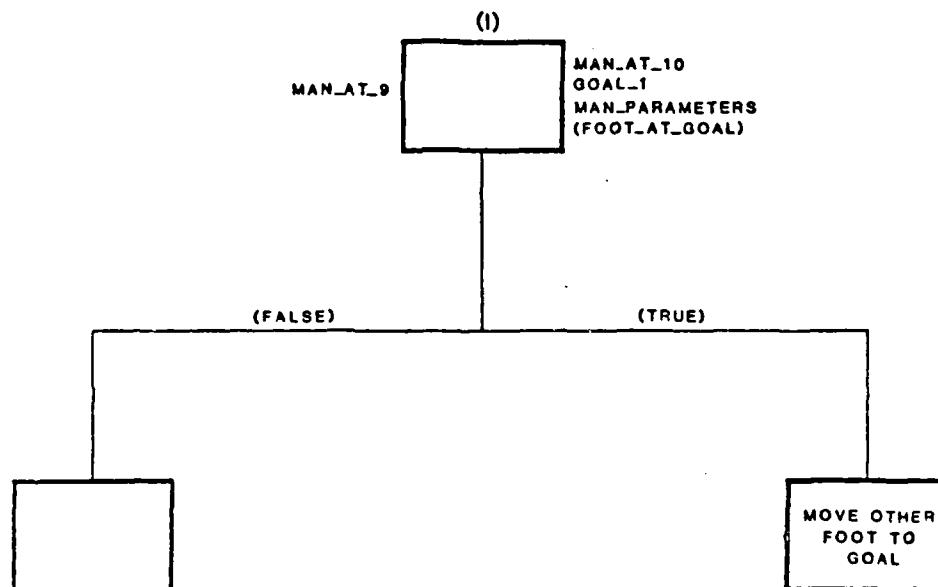 (I)
MAN_AT_9
MAN_AT_10
GOAL_1
MAN_PARAMETERS
(FOOT_AT_GOAL)
(FALSE)
(TRUE)
MOVE OTHER
FOOT TO
GOAL